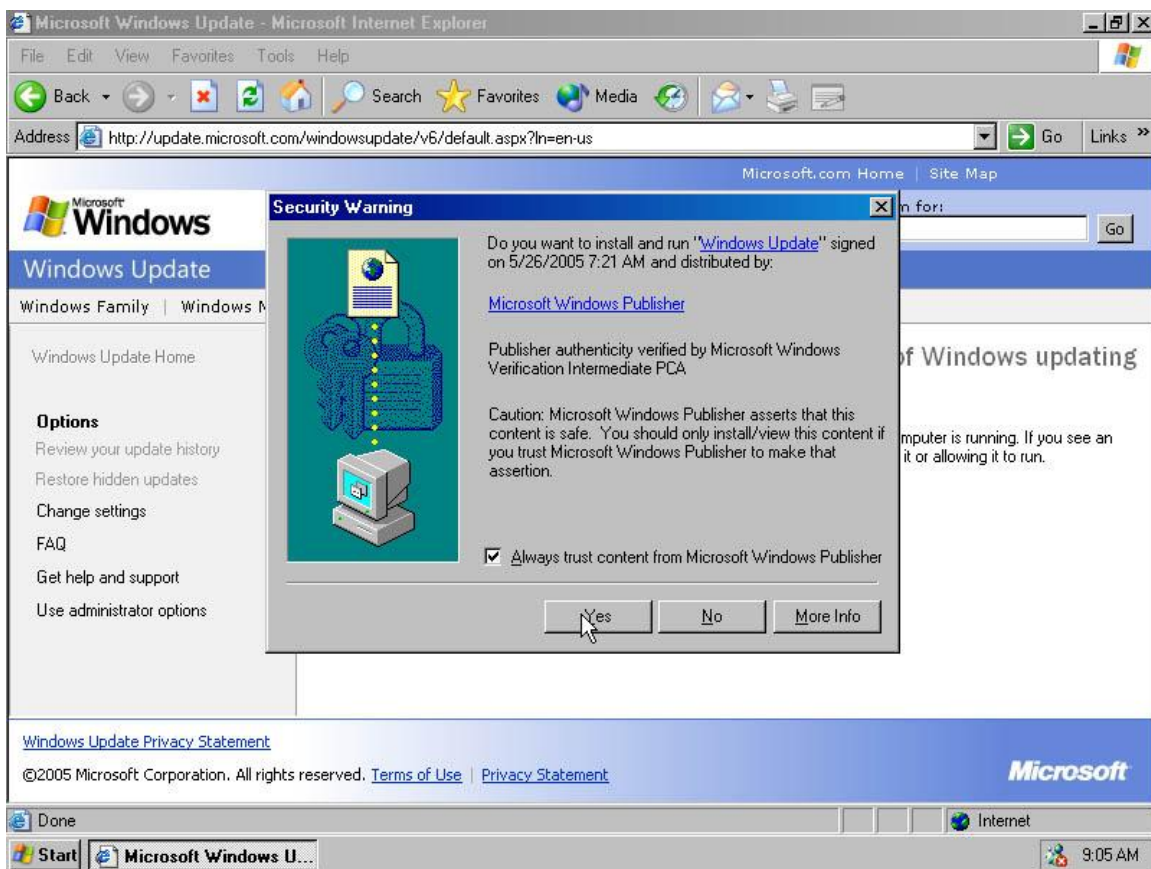 Microsoft Windows Update - Microsoft Internet Explorer
File Edit View Favorites Tools Help
Back Search Favorites Media
Address http://update.microsoft.com/windowsupdate/v6/default.aspx?ln=en-us Go Links »
Microsoft.com Home | Site Map
Microsoft
Windows
n for:
Go
Windows Update
Windows Family | Windows M
Windows Update Home
Options
Review your update history
Restore hidden updates
Change settings
FAQ
Get help and support
Use administrator options
of Windows updating
mputer is running. If you see an
it or allowing it to run.
Security Warning
Do you want to install and run "Windows Update" signed
on 5/26/2005 7:21 AM and distributed by:
Microsoft Windows Publisher
Publisher authenticity verified by Microsoft Windows
Verification Intermediate PCA
Caution: Microsoft Windows Publisher asserts that this
content is safe. You should only install/view this content if
you trust Microsoft Windows Publisher to make that
assertion.
Always trust content from Microsoft Windows Publisher
Yes No More Info
Windows Update Privacy Statement
©2005 Microsoft Corporation. All rights reserved. Terms of Use | Privacy Statement
Microsoft
Done Internet
Start Microsoft Windows U... 9:05 AM